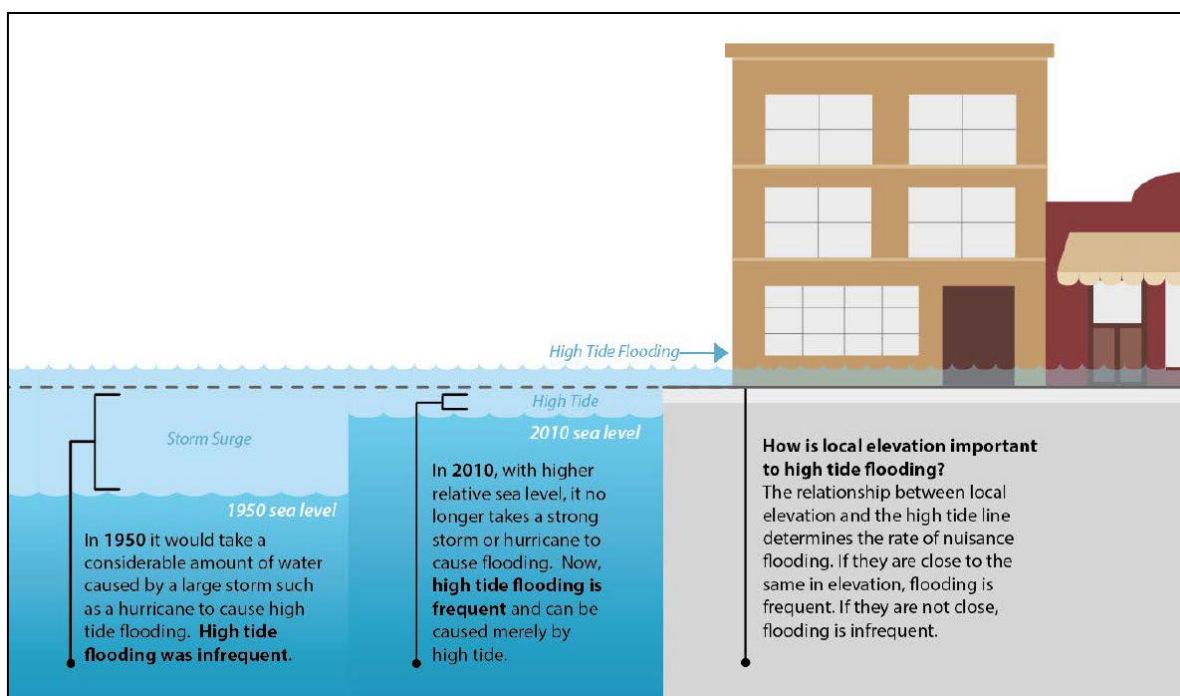 High Tide Flooding
Storm Surge
1950 sea level
In 1950 it would take a
considerable amount of water
caused by a large storm such
as a hurricane to cause high
tide flooding. High tide
flooding was infrequent.
High Tide
2010 sea level
In 2010, with higher
relative sea level, it no
longer takes a strong
storm or hurricane to
cause flooding. Now,
high tide flooding is
frequent and can be
caused merely by
high tide.
How is local elevation important
to high tide flooding?
The relationship between local
elevation and the high tide line
determines the rate of nuisance
flooding. If they are close to the
same in elevation, flooding is
frequent. If they are not close,
flooding is infrequent.